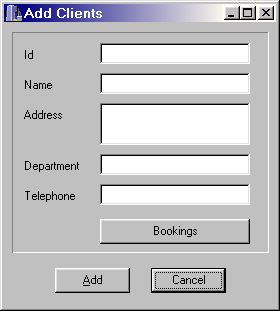 Add Clients
Id
Name
Address
Department
Telephone
Bookings
Add Cancel